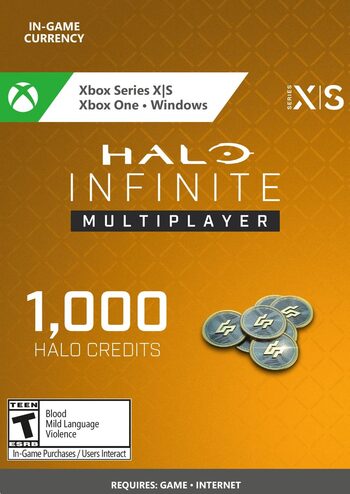 IN-GAME
CURRENCY
Xbox Series X|S
Xbox One • Windows
SERIES X|S
HALO
INFINITE
MULTIPLAYER
1,000
HALO CREDITS
TEEN
T
ESRB
Blood
Mild Language
Violence
In-Game Purchases / Users Interact
REQUIRES: GAME • INTERNET